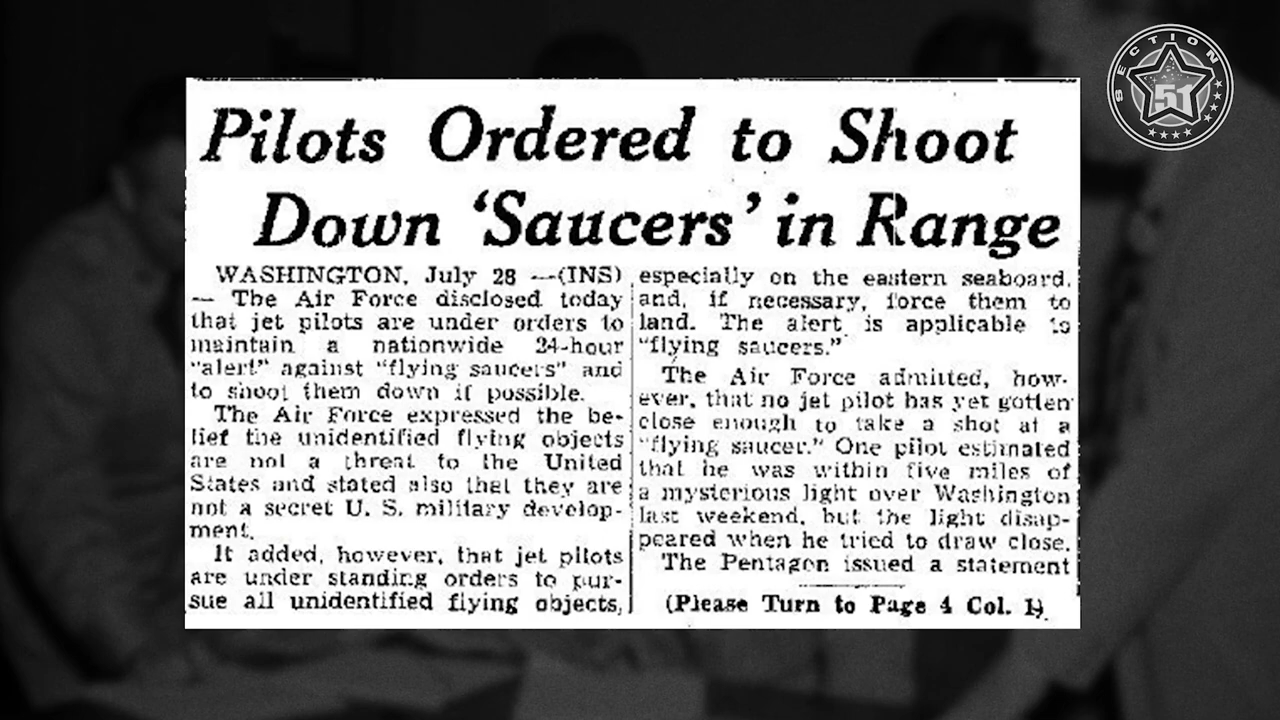 SECTION
51
Pilots Ordered to Shoot
Down 'Saucers' in Range
WASHINGTON, July 28 —(INS)
— The Air Force disclosed today
that jet pilots are under orders to
maintain a nationwide 24-hour
"alert" against "flying saucers" and
to shoot them down if possible.
The Air Force expressed the be-
lief the unidentified flying objects
are not a threat to the United
States and stated also that they are
not a secret U. S. military develop-
ment.
It added, however, that jet pilots
are under standing orders to pur-
sue all unidentified flying objects,
especially on the eastern seaboard,
and, if necessary, force them to
land. The alert is applicable to
"flying saucers."
The Air Force admitted, how-
ever, that no jet pilot has yet gotten
close enough to take a shot at a
"flying saucer." One pilot estimated
that he was within five miles of
a mysterious light over Washington
last weekend, but the light disap-
peared when he tried to draw close.
The Pentagon issued a statement
(Please Turn to Page 4 Col. 1)